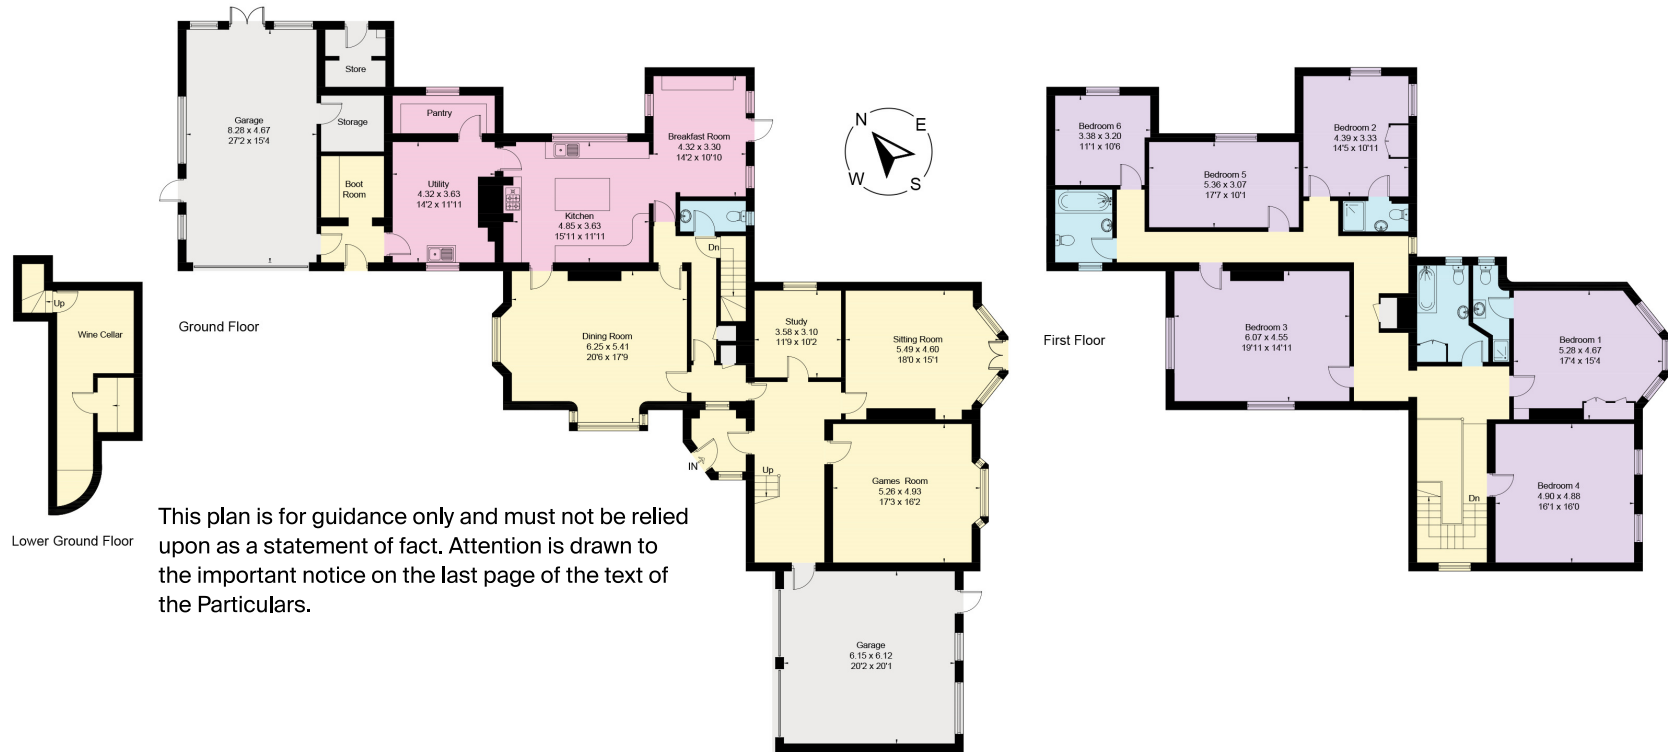 Garage
8.28 x 4.67
27'2 x 15'4
Store
Storage
Boot
Room
Pantry
Utility
4.32 x 3.63
14'2 x 11'11
Kitchen
4.85 x 3.63
15'11 x 11'11
Breakfast Room
4.32 x 3.30
14'2 x 10'10
Dn
N
E
W
S
Up
Wine Cellar
Lower Ground Floor
Ground Floor
Dining Room
6.25 x 5.41
20'6 x 17'9
Study
3.58 x 3.10
11'9 x 10'2
Sitting Room
5.49 x 4.60
18'0 x 15'1
IN
Up
Games Room
5.26 x 4.93
17'3 x 16'2
Garage
6.15 x 6.12
20'2 x 20'1
This plan is for guidance only and must not be relied
upon as a statement of fact. Attention is drawn to
the important notice on the last page of the text of
the Particulars.
Bedroom 6
3.38 x 3.20
11'1 x 10'6
Bedroom 5
5.36 x 3.07
17'7 x 10'1
Bedroom 2
4.39 x 3.33
14'5 x 10'11
First Floor
Bedroom 3
6.07 x 4.55
19'11 x 14'11
Bedroom 1
5.28 x 4.67
17'4 x 15'4
Dn
Bedroom 4
4.90 x 4.88
16'1 x 16'0